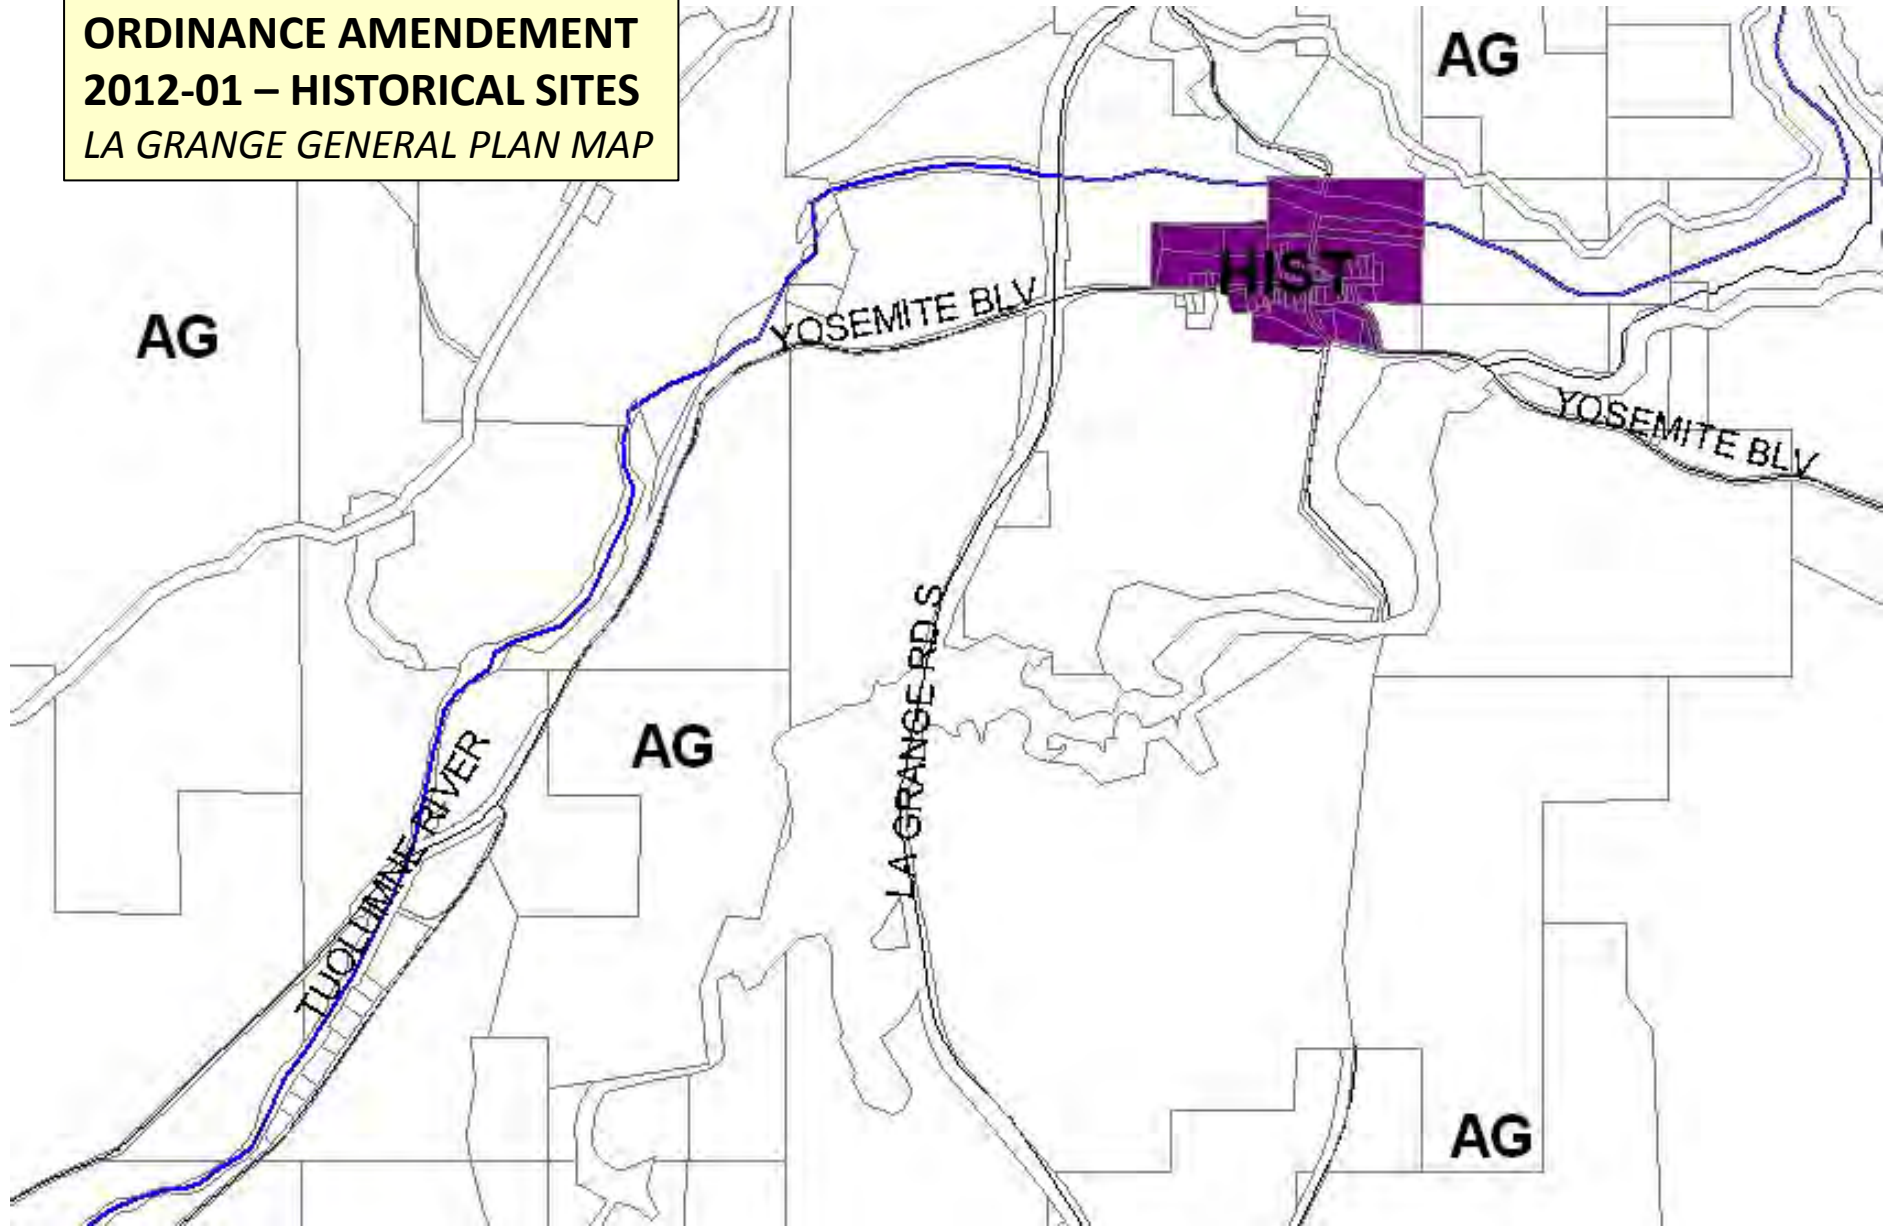 ORDINANCE AMENDEMENT
2012-01 – HISTORICAL SITES
LA GRANGE GENERAL PLAN MAP
AG
HIST
AG
YOSEMITE BLV
YOSEMITE BLV
LA GRANGE RD S
AG
TUOLUMNE RIVER
AG